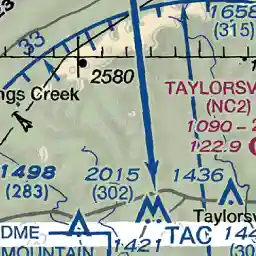 1658
(315)
33
2580
TAYLORSV
(NC2)
ngs Creek
1090 - 2
122.9 C
1498
(283)
2015
(302)
1436
Taylorsv
DME
TAC
144
MOUNTAIN
1421
(30